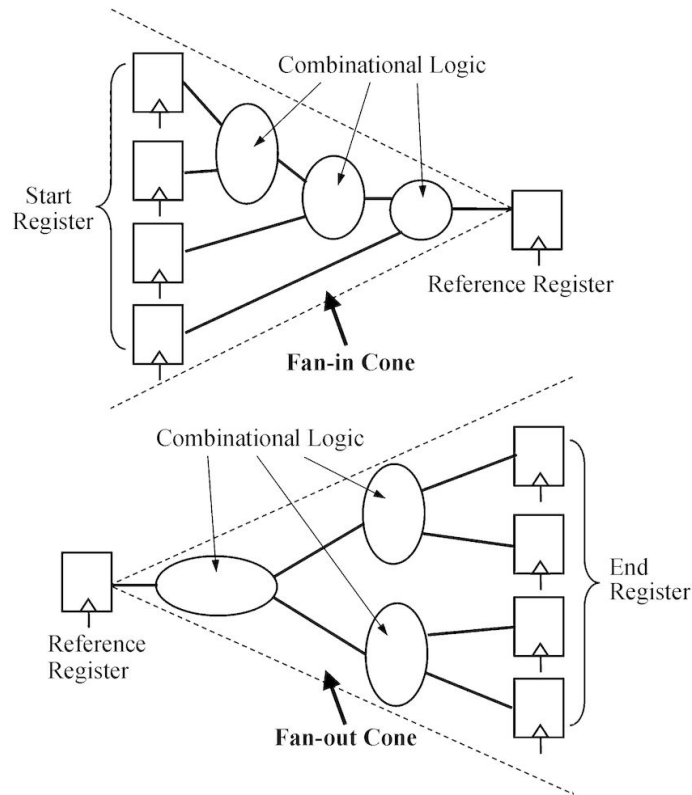 Combinational Logic
Start
Register
Reference Register
Fan-in Cone
Combinational Logic
End
Register
Reference
Register
Fan-out Cone